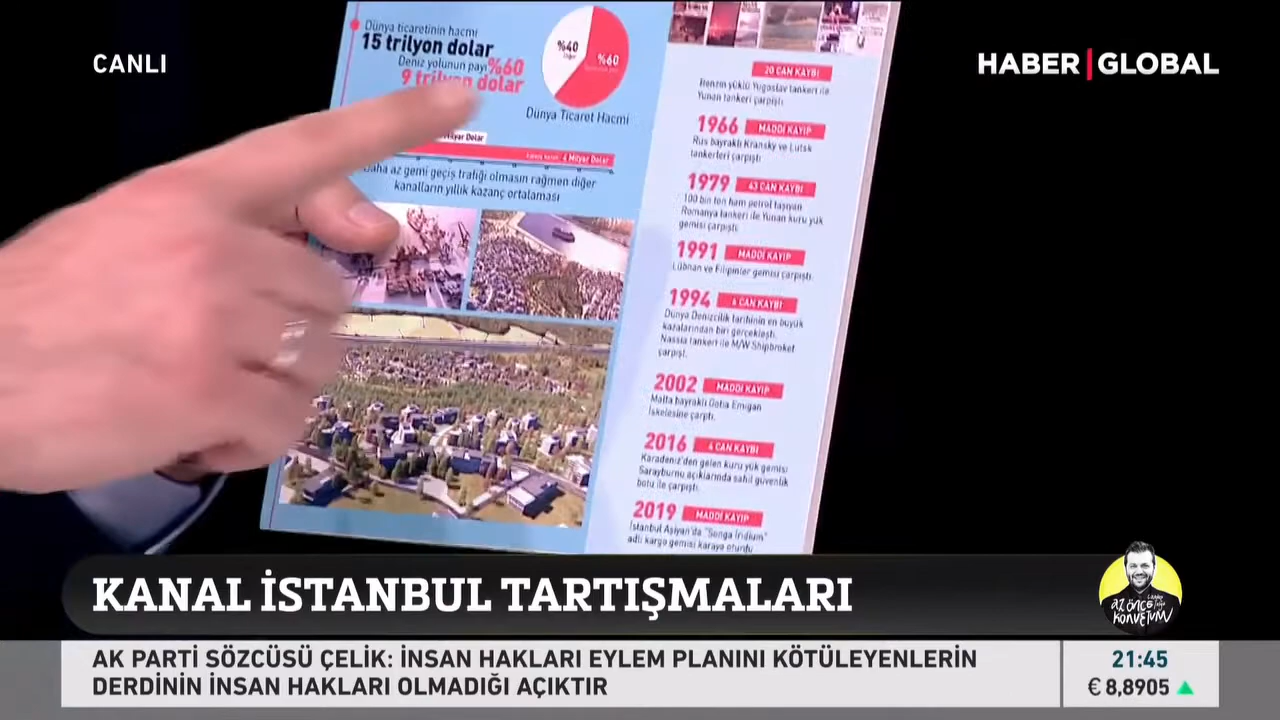 CANLI
HABER GLOBAL
Dünya ticaretinin hacmi
15 trilyon dolar
Deniz yolunun payı %60
9 trilyon dolar
%40
%60
Dünya Ticaret Hacmi
4 Milyar Dolar
Daha az gemi geçiş trafiği olmasın rağmen diğer
kanalların yıllık kazanç ortalaması
20 CAN KAYBI
Benzin yüklü Yugoslav tankeri ile
Yunan tankeri çarpıştı
1966 MADDİ KAYIP
Rus bayraklı Kransky ve Lutsk
tankerleri çarpıştı
1979 43 CAN KAYBI
100 bin ton ham petrol taşıyan
Romanya tankeri ile Yunan kuru yük
gemisi çarpıştı.
1991 MADDİ KAYIP
Lübnan ve Filipinler gemisi çarpıştı.
1994 6 CAN KAYBI
Dünya Denizcilik tarihinin en büyük
kazalarından biri gerçekleşti.
Nassia tankeri ile M/W Shipbroket
çarpıştı.
2002 MADDİ KAYIP
Malta bayraklı Gotia Emigan
İskelesine çarptı.
2016 4 CAN KAYBI
Karadeniz'den gelen kuru yük gemisi
Sarayburnu açıklarında sahil güvenlik
botu ile çarpıştı.
2019 MADDİ KAYIP
İstanbul Aşiyan'da "Songa Iridium"
adlı kargo gemisi karaya oturdu
KANAL İSTANBUL TARTIŞMALARI
AZ ÖNCE
KONUŞTUM
AK PARTİ SÖZCÜSÜ ÇELİK: İNSAN HAKLARI EYLEM PLANINI KÖTÜLEYENLERİN
DERDİNİN İNSAN HAKLARI OLMADIĞI AÇIKTIR
21:45
€ 8,8905